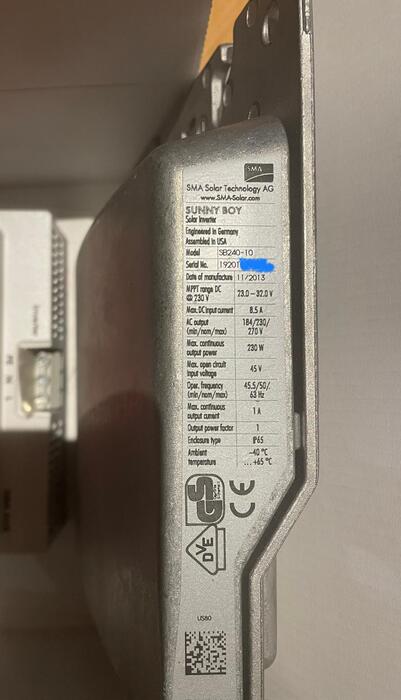 SMA
SMA Solar Technology AG
www.SMA-Solar.com
SUNNY BOY
Solar Inverter
Engineered in Germany
Assembled in USA
Model SB240-10
Serial No. 19201
Date of manufacture 11/2013
MPPT range DC
@ 230 V 23.0 – 32.0 V
Max. DC input current 8.5 A
AC output 184/230/
(min/nom/max) 270 V
Max. continuous
output power 230 W
Max. open circuit
input voltage 45 V
Oper. frequency 45.5/50/
(min/nom/max) 63 Hz
Max. continuous
output current 1 A
Output power factor 1
Enclosure type IP65
Ambient –40 °C
temperature ...+65 °C
GS
CE
DVE
US80